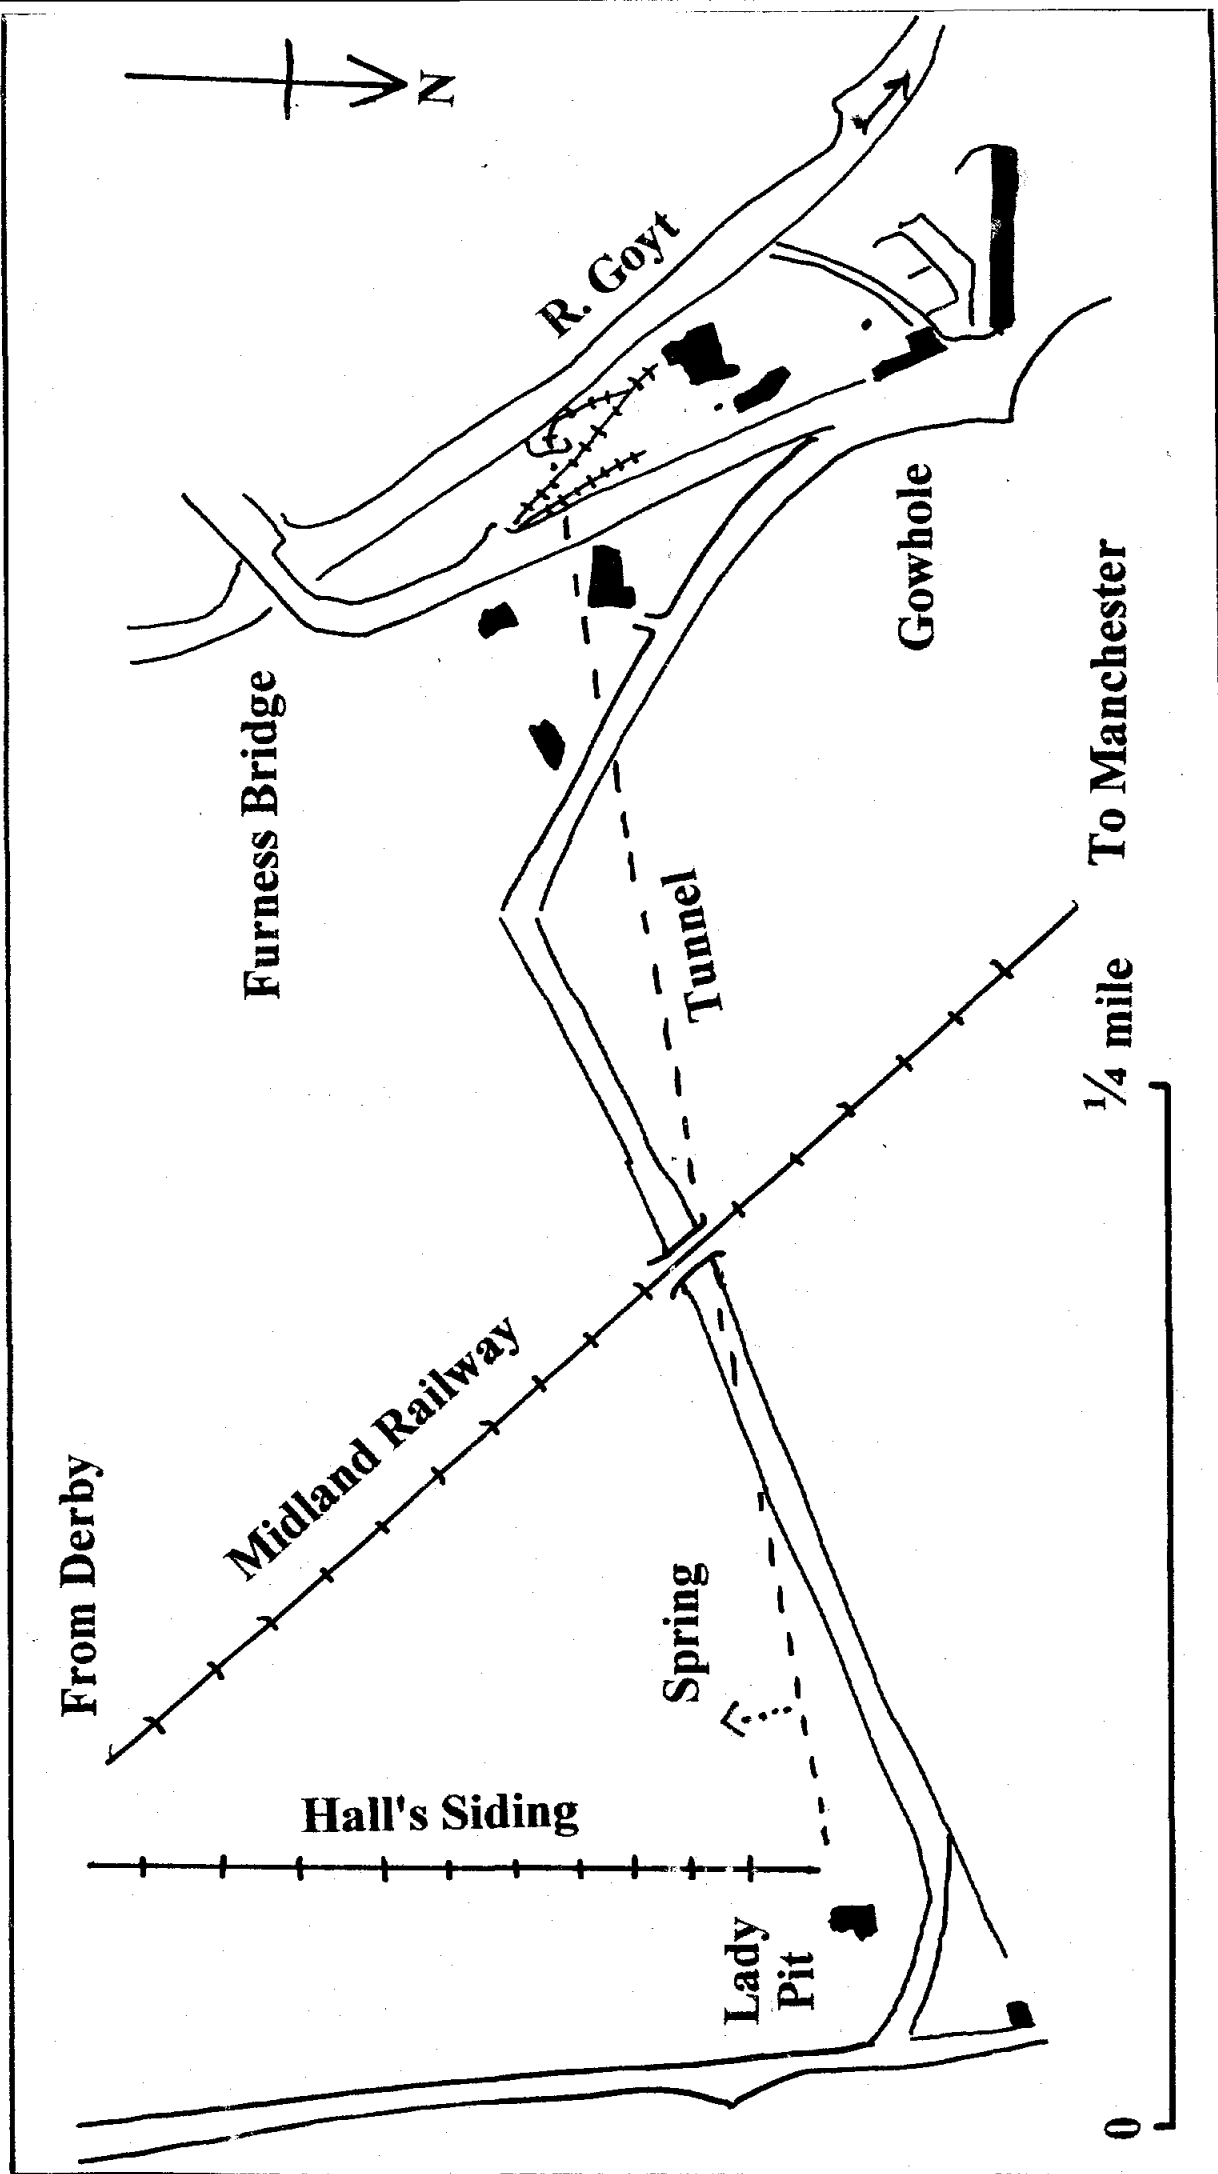 From Derby
Midland Railway
Hall's Siding
Furness Bridge
R. Goyt
N
Lady
Pit
Spring
Tunnel
Gowhole
To Manchester
0
¼ mile